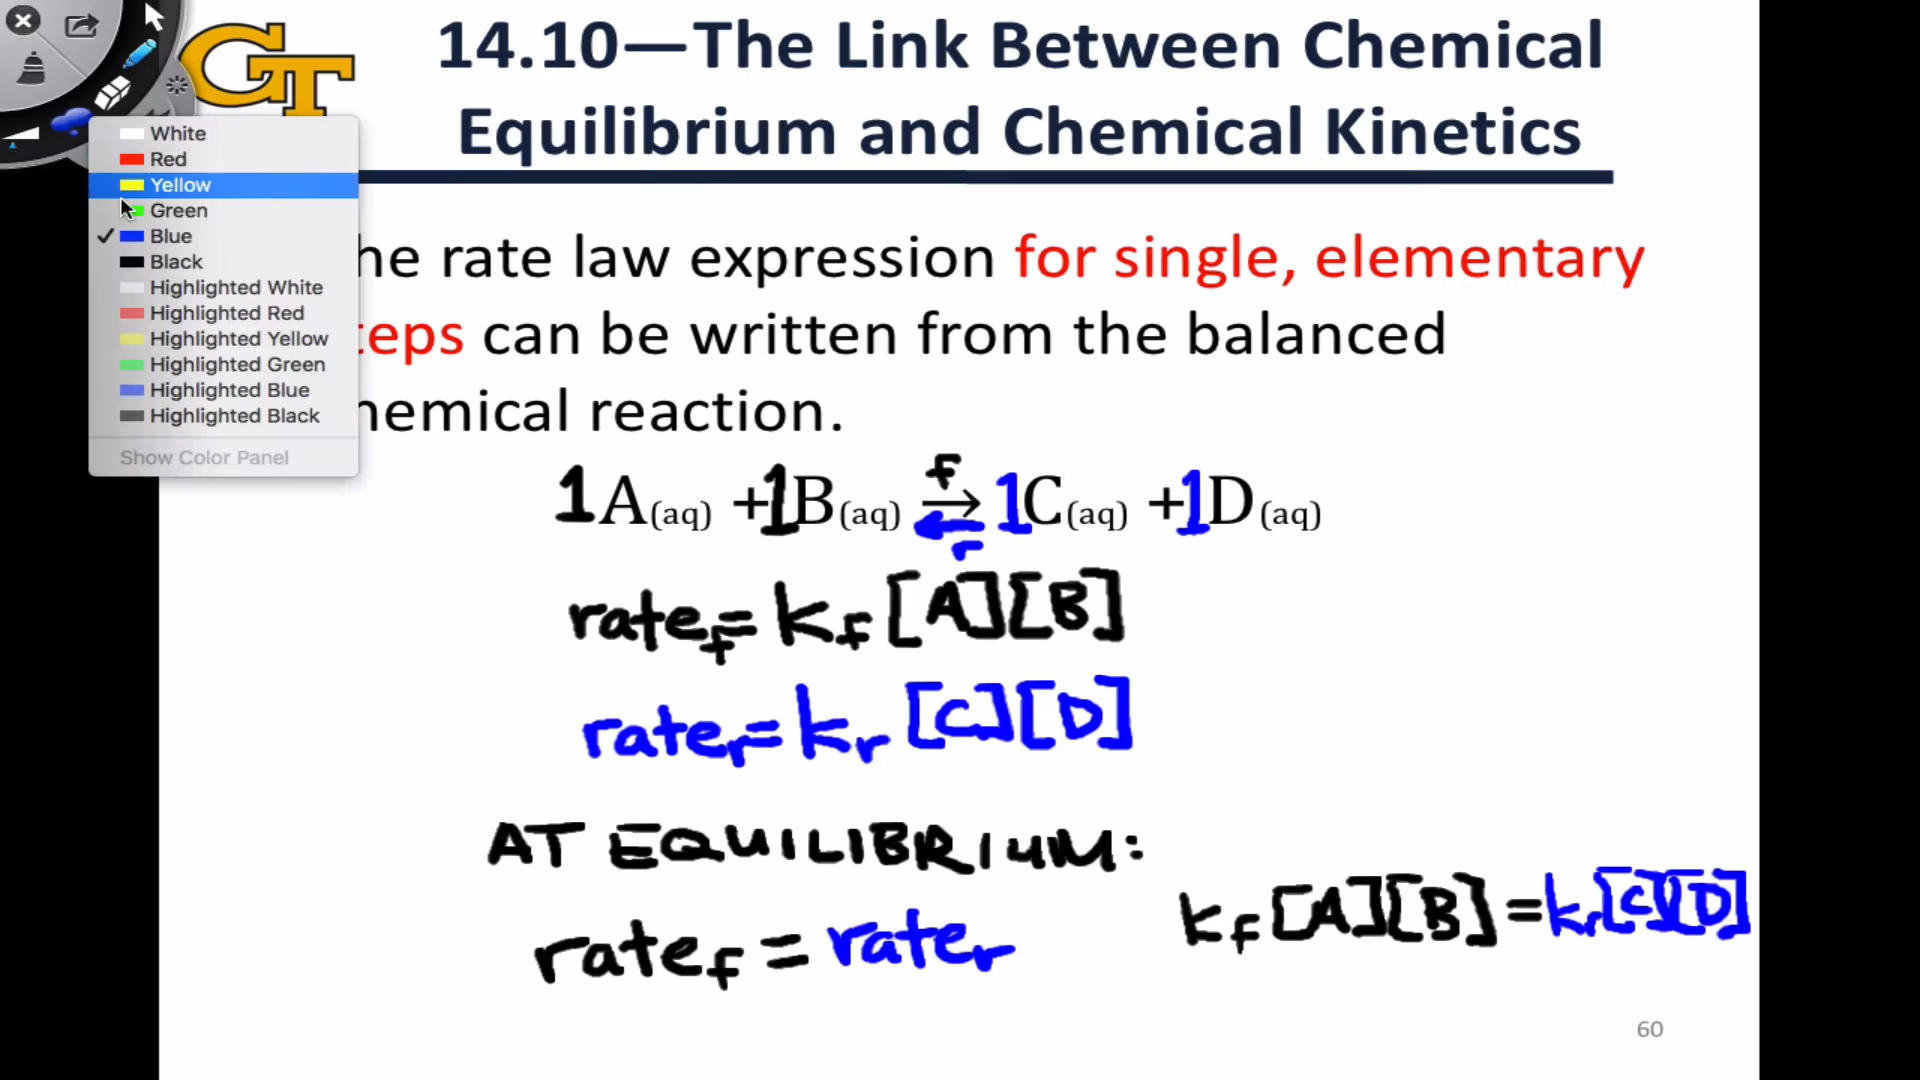 14.10—The Link Between Chemical
Equilibrium and Chemical Kinetics
GT
White
Red
Yellow
Green
Blue
Black
Highlighted White
Highlighted Red
Highlighted Yellow
Highlighted Green
Highlighted Blue
Highlighted Black
Show Color Panel
he rate law expression for single, elementary
teps can be written from the balanced
hemical reaction.
f
1A(aq) +1B(aq) → 1C(aq) +1D(aq)
← r
rate_f = k_f [A][B]
rate_r = k_r [C][D]
AT EQUILIBRIUM:
rate_f = rate_r
k_f [A][B] = k_r [C][D]
60